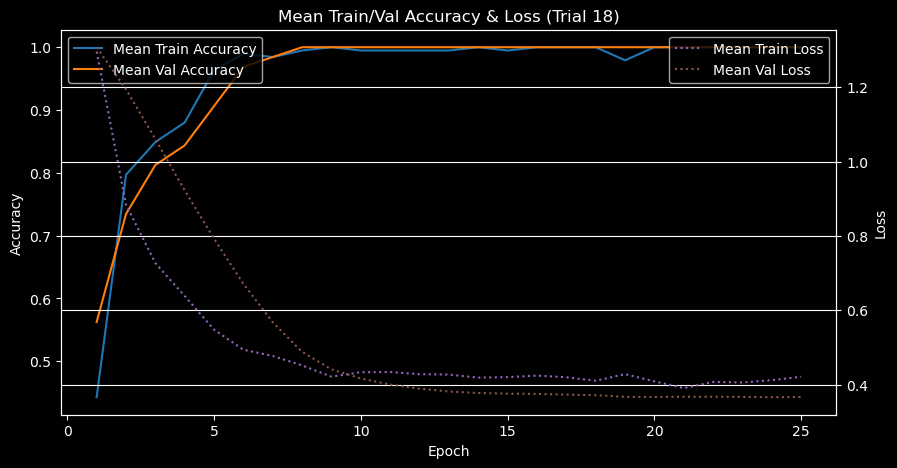 Mean Train/Val Accuracy & Loss (Trial 18)
Mean Train Accuracy
Mean Val Accuracy
Mean Train Loss
Mean Val Loss
1.0
0.9
0.8
0.7
0.6
0.5
Accuracy
1.2
1.0
0.8
0.6
0.4
Loss
0 5 10 15 20 25
Epoch